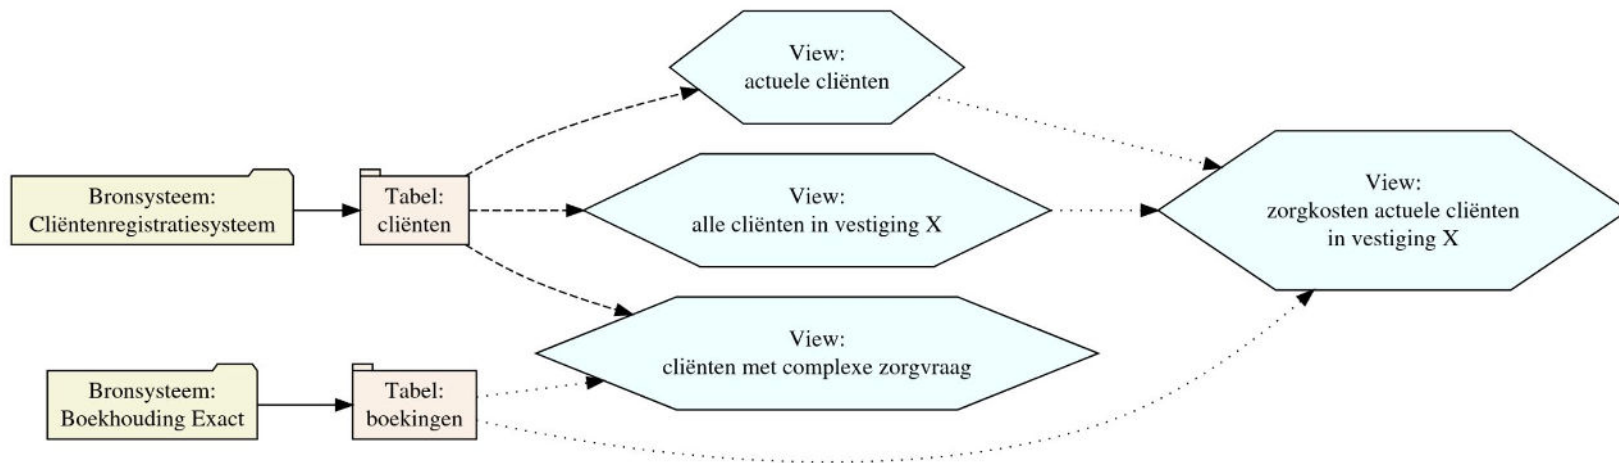 View:
actuele cliënten
Bronsysteem:
Cliëntenregistratiesysteem
Tabel:
cliënten
View:
alle cliënten in vestiging X
View:
zorgkosten actuele cliënten
in vestiging X
View:
cliënten met complexe zorgvraag
Bronsysteem:
Boekhouding Exact
Tabel:
boekingen